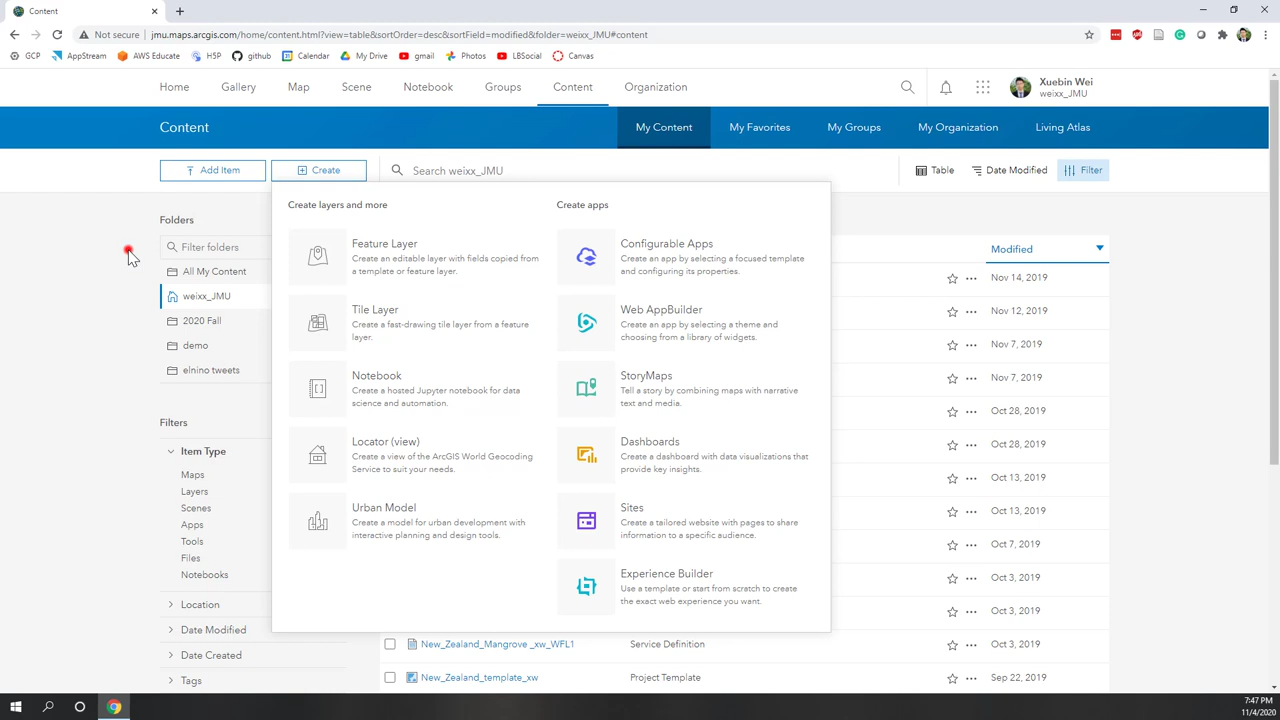 Content
Not secure | jmu.maps.arcgis.com/home/content.html?view=table&sortOrder=desc&sortField=modified&folder=weixx_JMU#content
GCP AppStream AWS Educate H5P github Calendar My Drive gmail Photos LBSocial Canvas
Home Gallery Map Scene Notebook Groups Content Organization
Xuebin Wei
weixx_JMU
Content My Content My Favorites My Groups My Organization Living Atlas
Add Item Create Search weixx_JMU Table Date Modified Filter
Folders
Filter folders
All My Content
weixx_JMU
2020 Fall
demo
elnino tweets
Filters
Item Type
Maps
Layers
Scenes
Apps
Tools
Files
Notebooks
Location
Date Modified
Date Created
Tags
Create layers and more
Feature Layer
Create an editable layer with fields copied
from a template or feature layer.
Tile Layer
Create a fast-drawing tile layer from a feature
layer.
Notebook
Create a hosted Jupyter notebook for data
science and automation.
Locator (view)
Create a view of the ArcGIS World Geocoding
Service to suit your needs.
Urban Model
Create a model for urban development with
interactive planning and design tools.
Create apps
Configurable Apps
Create an app by selecting a focused template
and configuring its properties.
Web AppBuilder
Create an app by selecting a theme and
choosing from a library of widgets.
StoryMaps
Tell a story by combining maps with narrative
text and media.
Dashboards
Create a dashboard with data visualizations that
provide key insights.
Sites
Create a tailored website with pages to share
information to a specific audience.
Experience Builder
Use a template or start from scratch to create
the exact web experience you want.
Modified
Nov 14, 2019
Nov 12, 2019
Nov 7, 2019
Nov 7, 2019
Oct 28, 2019
Oct 28, 2019
Oct 13, 2019
Oct 13, 2019
Oct 7, 2019
Oct 3, 2019
Oct 3, 2019
New_Zealand_Mangrove _xw_WFL1 Service Definition Oct 3, 2019
New_Zealand_template_xw Project Template Sep 22, 2019
7:47 PM
11/4/2020